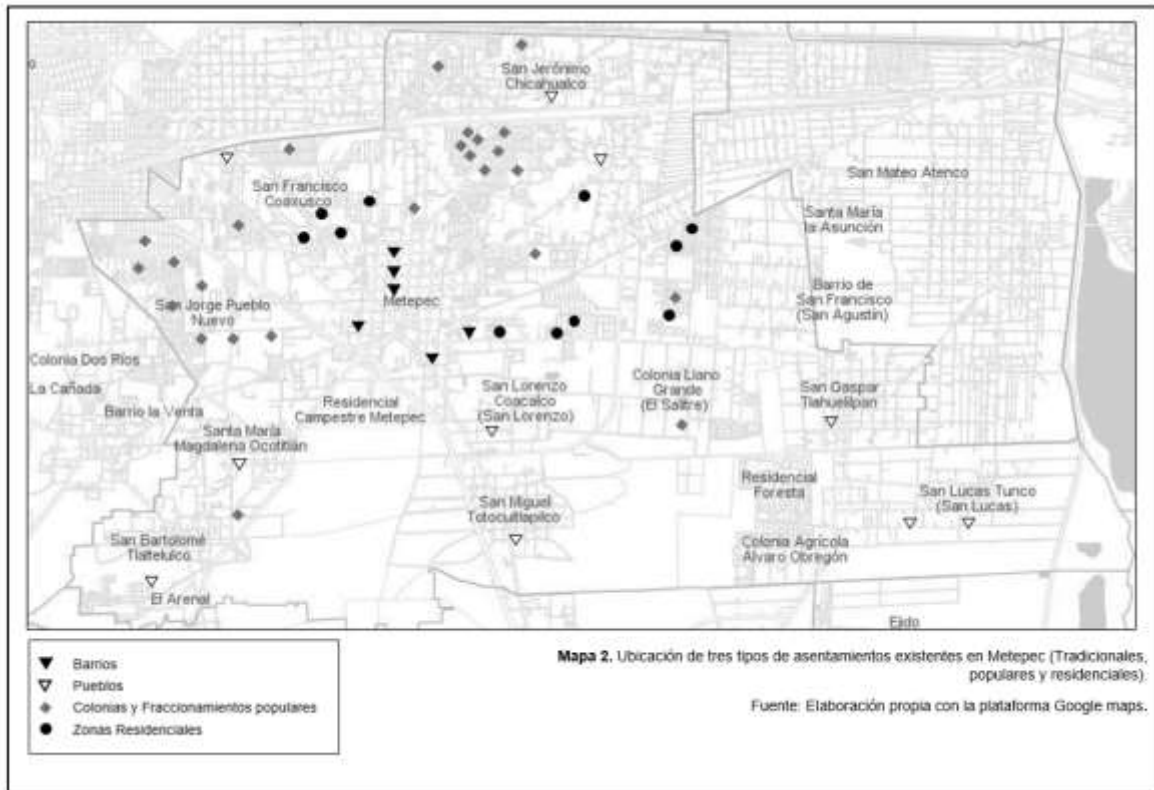 o
San Jerónimo
Chicahualco
San Mateo Atenco
San Francisco
Coaxusco
Santa María
la Asunción
Barrio de
San Francisco
(San Agustín)
Metepec
San Jorge Pueblo
Nuevo
Colonia Dos Ríos
La Cañada
Barrio la Venta
Residencial
Campestre Metepec
San Lorenzo
Coacalco
(San Lorenzo)
Colonia Llano
Grande
(El Salitre)
San Gaspar
Tlahuelilpan
Santa María
Magdalena Ocotitlán
San Miguel
Totocuitlapilco
Residencial
Foresta
San Lucas Tunco
(San Lucas)
San Bartolomé
Tlaltelulco
Colonia Agrícola
Álvaro Obregón
El Arenal
Ejido
Barrios
Pueblos
Colonias y Fraccionamientos populares
Zonas Residenciales
Mapa 2. Ubicación de tres tipos de asentamientos existentes en Metepec (Tradicionales,
populares y residenciales).
Fuente: Elaboración propia con la plataforma Google maps.